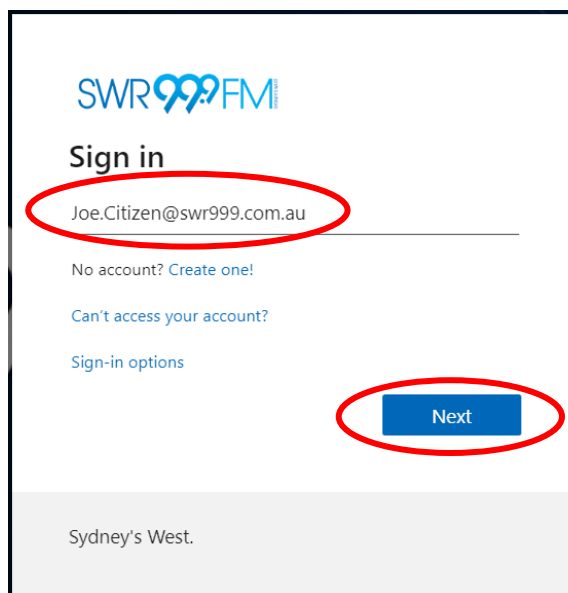 SWR99.9FM
Sign in
Joe.Citizen@swr999.com.au
No account? Create one!
Can't access your account?
Sign-in options
Next
Sydney's West.